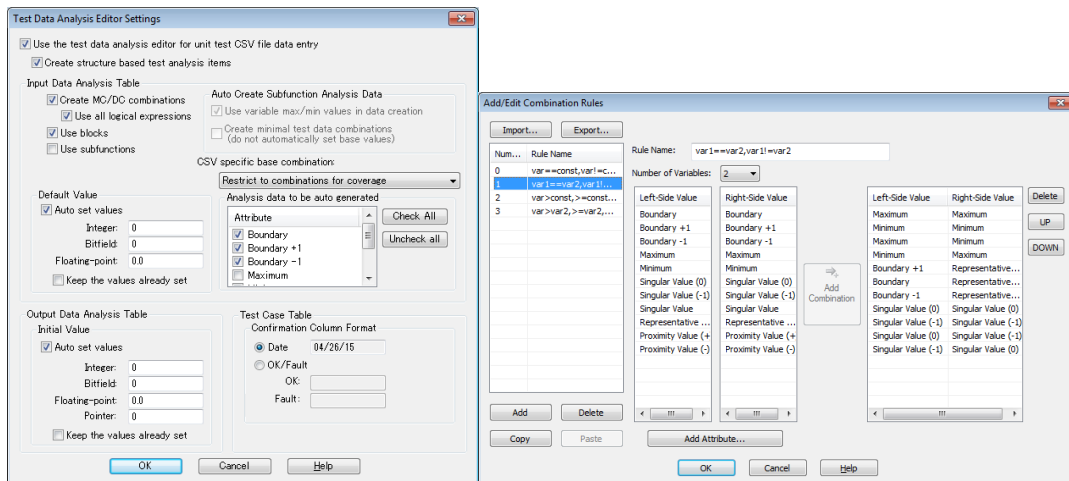 Test Data Analysis Editor Settings
Use the test data analysis editor for unit test CSV file data entry
Create structure based test analysis items
Input Data Analysis Table
Create MC/DC combinations
Use all logical expressions
Use blocks
Use subfunctions
Auto Create Subfunction Analysis Data
Use variable max/min values in data creation
Create minimal test data combinations
(do not automatically set base values)
CSV specific base combination:
Restrict to combinations for coverage
Default Value
Auto set values
Integer: 0
Bitfield: 0
Floating-point: 0.0
Keep the values already set
Analysis data to be auto generated
Attribute
Boundary
Boundary +1
Boundary -1
Maximum
Check All
Uncheck all
Output Data Analysis Table
Initial Value
Auto set values
Integer: 0
Bitfield: 0
Floating-point: 0.0
Pointer: 0
Keep the values already set
Test Case Table
Confirmation Column Format
Date 04/26/15
OK/Fault
OK:
Fault:
OK Cancel Help
Add/Edit Combination Rules
Import... Export...
Num... Rule Name
0 var==const,var!=c...
1 var1==var2,var1!...
2 var>const,>=const...
3 var>var2,>=var2,...
Add Delete
Copy Paste
Rule Name: var1==var2,var1!=var2
Number of Variables: 2
Left-Side Value Right-Side Value
Boundary Boundary
Boundary +1 Boundary +1
Boundary -1 Boundary -1
Maximum Maximum
Minimum Minimum
Singular Value (0) Singular Value (0)
Singular Value (-1) Singular Value (-1)
Singular Value Singular Value
Representative ... Representative ...
Proximity Value (+ Proximity Value (+
Proximity Value (-) Proximity Value (-)
Add
Combination
Left-Side Value Right-Side Value
Maximum Maximum
Minimum Minimum
Maximum Minimum
Minimum Maximum
Boundary +1 Representative...
Boundary Representative...
Boundary -1 Representative...
Singular Value (0) Singular Value (0)
Singular Value (-1) Singular Value (-1)
Singular Value (0) Singular Value (-1)
Singular Value (-1) Singular Value (0)
Delete
UP
DOWN
Add Attribute...
OK Cancel Help